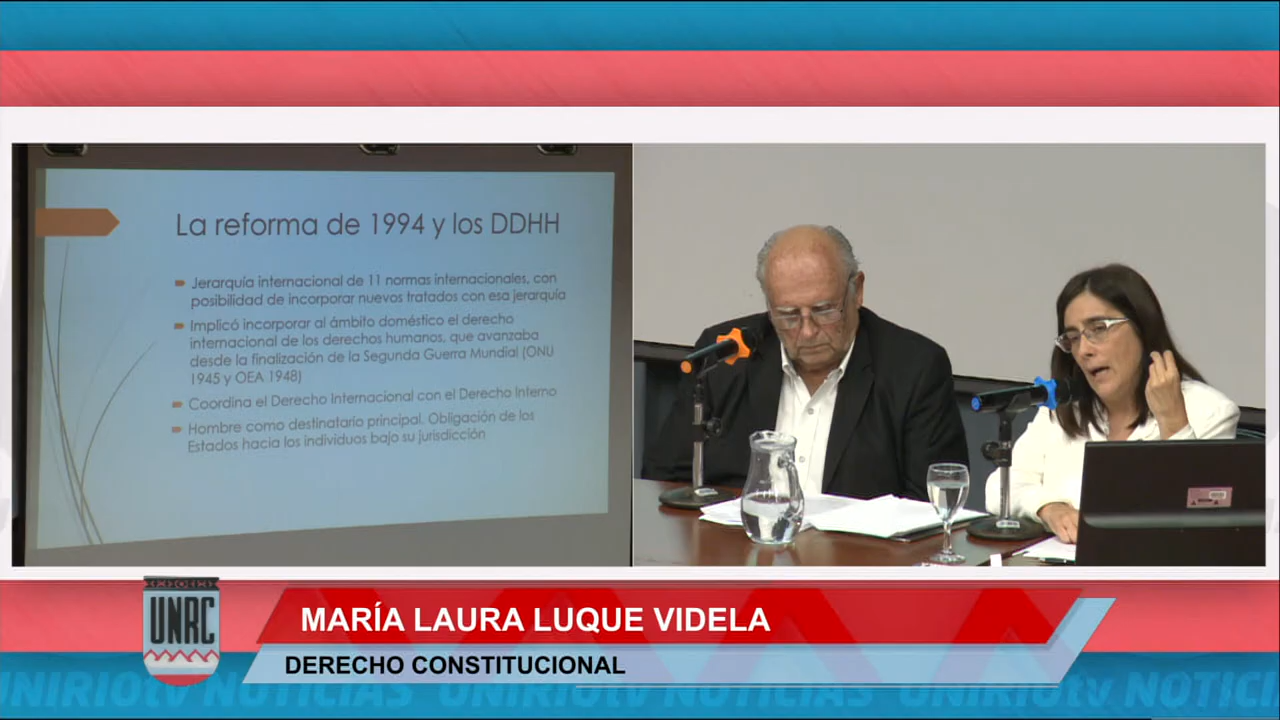 La reforma de 1994 y los DDHH
Jerarquía internacional de 11 normas internacionales, con
posibilidad de incorporar nuevos tratados con esa jerarquía
Implicó incorporar al ámbito doméstico el derecho
internacional de los derechos humanos, que avanzaba
desde la finalización de la Segunda Guerra Mundial (ONU
1945 y OEA 1948)
Coordina el Derecho Internacional con el Derecho Interno
Hombre como destinatario principal. Obligación de los
Estados hacia los individuos bajo su jurisdicción
UNRC
MARÍA LAURA LUQUE VIDELA
DERECHO CONSTITUCIONAL
UNIRIOtv NOTICIAS UNIRIOtv NOTICIAS UNIRIOtv NOTICI